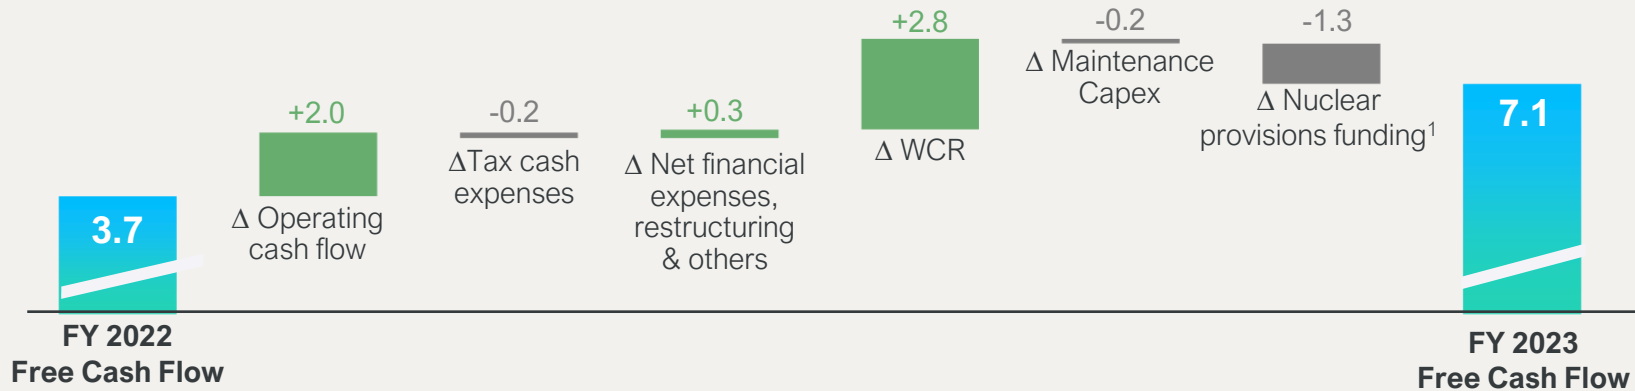 3.7
FY 2022
Free Cash Flow
+2.0
Δ Operating
cash flow
-0.2
ΔTax cash
expenses
+0.3
Δ Net financial
expenses,
restructuring
& others
+2.8
Δ WCR
-0.2
Δ Maintenance
Capex
-1.3
Δ Nuclear
provisions funding¹
7.1
FY 2023
Free Cash Flow